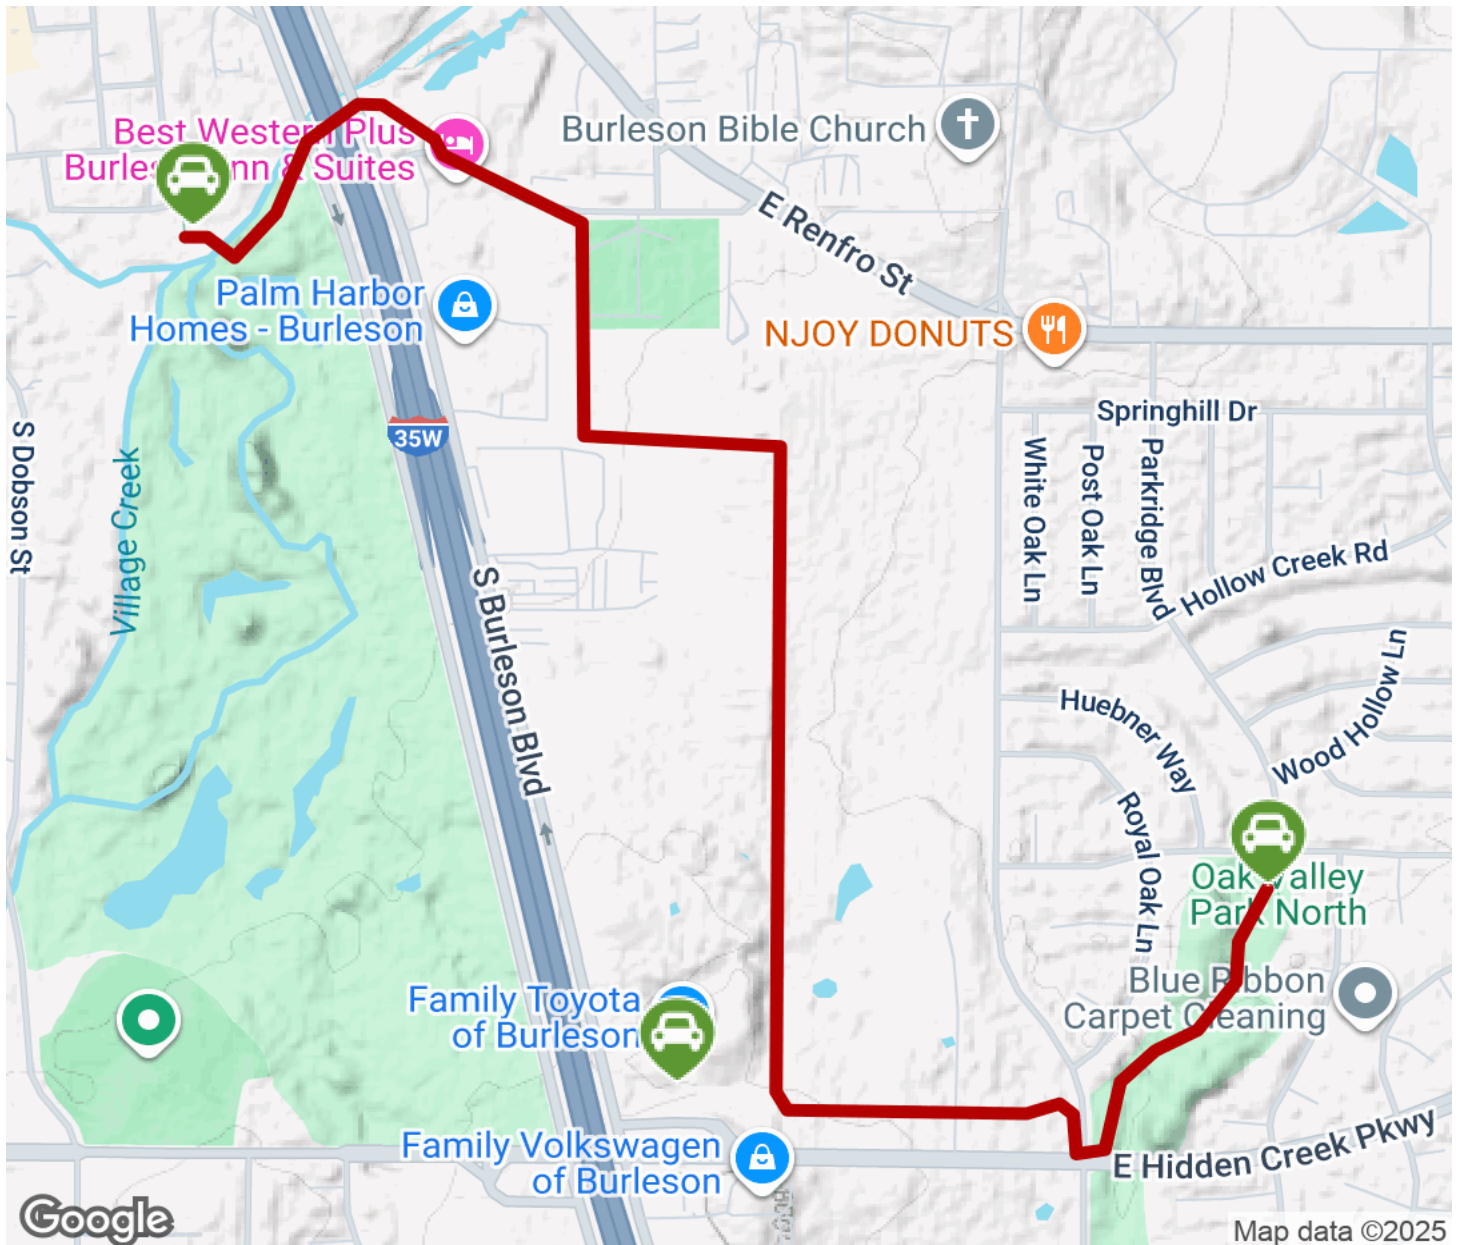 Best Western Plus
Burleson Inn & Suites
Burleson Bible Church
E Renfro St
Palm Harbor
Homes - Burleson
NJOY DONUTS
Springhill Dr
35W
S Dobson St
Village Creek
White Oak Ln
Post Oak Ln
Parkridge Blvd
Hollow Creek Rd
S Burleson Blvd
Huebner Way
Wood Hollow Ln
Royal Oak Ln
Oak Valley
Park North
Blue Ribbon
Carpet Cleaning
Family Toyota
of Burleson
Family Volkswagen
of Burleson
E Hidden Creek Pkwy
Google
Map data ©2025